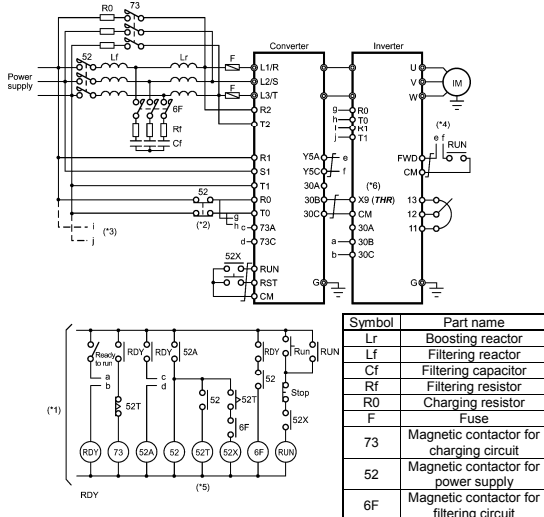 R0 73
52 Lf Lr F
Power supply
F
6F
Rf
Cf
Converter
L1/R
L2/S
L3/T
R2
T2
R1
S1
T1
R0
T0
73A
73C
RUN
RST
CM
Y5A
Y5C
30A
30B
30C
G
e
f
52
(*2)
g
h
c
d
i
j
(*3)
52X
Inverter
g R0
h T0
i R1
j T1
(*6)
X9 (THR)
CM
30A
a 30B
b 30C
U
V
W
IM
(*4)
e f RUN
FWD
CM
13
12
11
G
(*1)
Ready to run
RDY
RDY
52A
RDY
Run
RUN
a
b
c
d
52T
52
52T
52
Stop
6F
52X
RDY
73
52A
52
52T
52X
6F
RUN
(*5)
RDY
Symbol Part name
Lr Boosting reactor
Lf Filtering reactor
Cf Filtering capacitor
Rf Filtering resistor
R0 Charging resistor
F Fuse
73 Magnetic contactor for charging circuit
52 Magnetic contactor for power supply
6F Magnetic contactor for filtering circuit